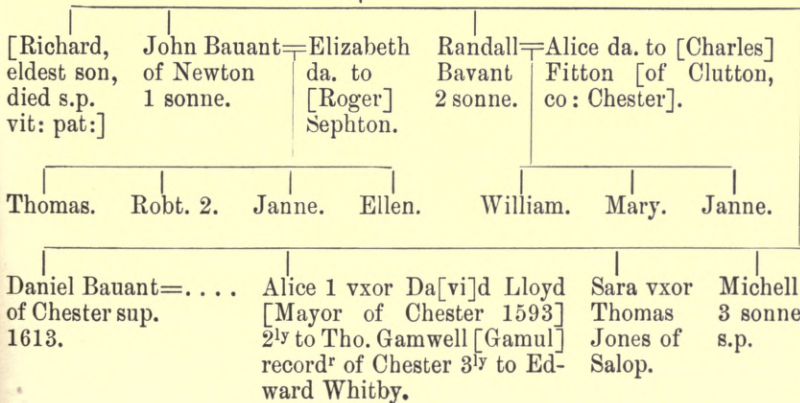 [Richard,
eldest son,
died s.p.
vit: pat:]
John Bauant=Elizabeth
of Newton
1 sonne.
da. to
[Roger]
Sephton.
Randall=Alice da. to [Charles]
Bavant
2 sonne.
Fitton [of Clutton,
co: Chester].
Thomas. Robt. 2. Janne. Ellen. William. Mary. Janne.
Daniel Bauant=....
of Chester sup.
1613.
Alice 1 vxor Da[vi]d Lloyd
[Mayor of Chester 1593]
2ly to Tho. Gamwell [Gamul]
recordr of Chester 3ly to Ed-
ward Whitby.
Sara vxor
Thomas
Jones of
Salop.
Michell
3 sonne
s.p.